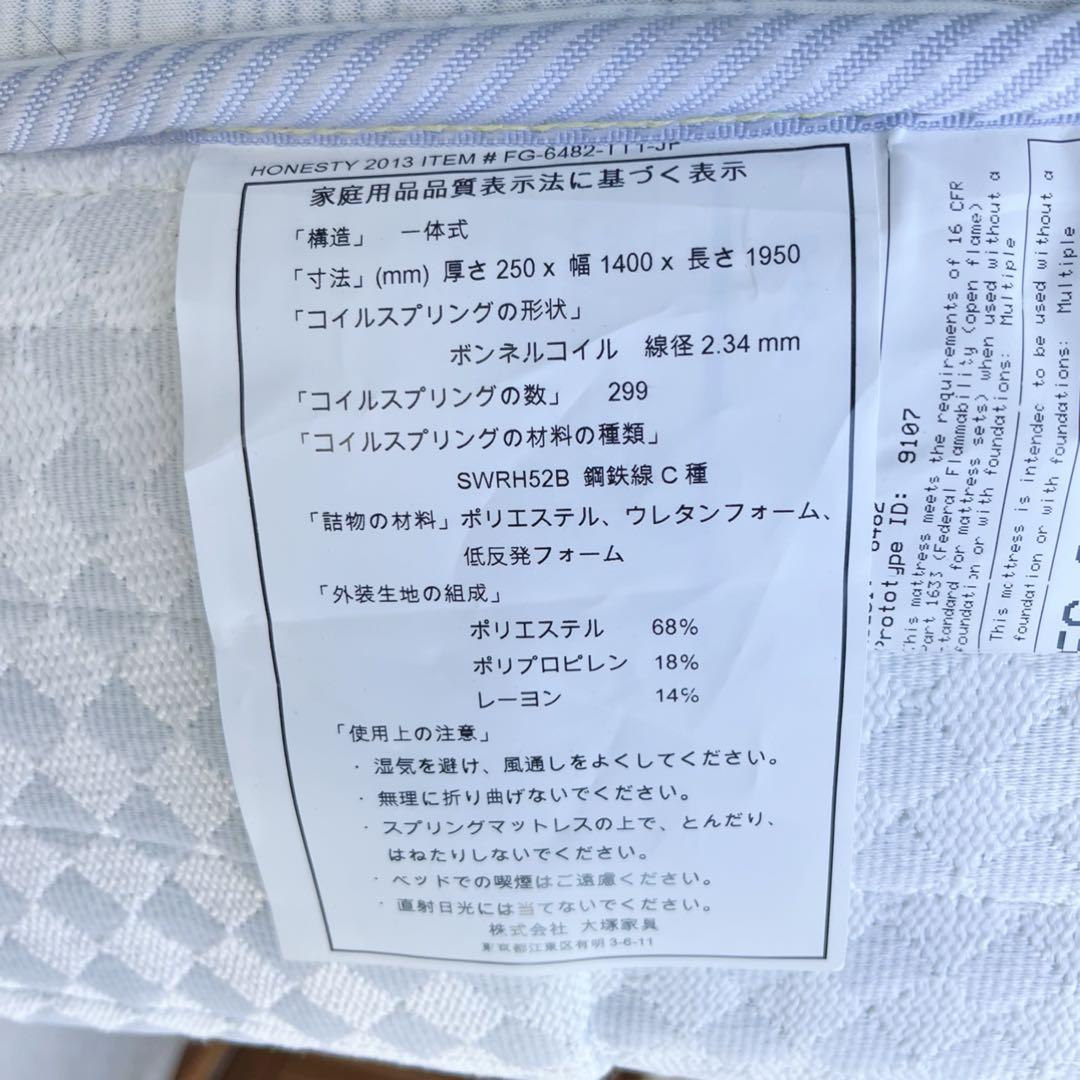 HONESTY 2013 ITEM # FG-6482-111-JP
家庭用品品質表示法に基づく表示
「構造」 一体式
「寸法」(mm) 厚さ 250 x 幅 1400 x 長さ 1950
「コイルスプリングの形状」
ボンネルコイル 線径 2.34 mm
「コイルスプリングの数」 299
「コイルスプリングの材料の種類」
SWRH52B 鋼鉄線 C 種
「詰物の材料」ポリエステル、ウレタンフォーム、
低反発フォーム
「外装生地の組成」
ポリエステル 68%
ポリプロピレン 18%
レーヨン 14%
「使用上の注意」
・湿気を避け、風通しをよくしてください。
・無理に折り曲げないでください。
・スプリングマットレスの上で、とんだり、
はねたりしないでください。
・ベッドでの喫煙はご遠慮ください。
・直射日光には当てないでください。
株式会社 大塚家具
東京都江東区有明 3-6-11
6482
Prototype ID: 9107
This mattress meets the requirements of 16 CFR
Part 1633 (Federal Flammability (open flame)
standard for mattress sets) when used without a
foundation or with foundations: Multiple
This mattress is intended to be used without a
foundation or with foundations: Multiple